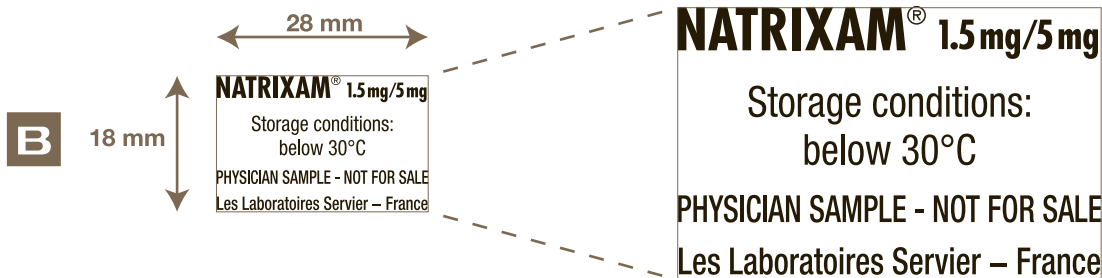 28 mm
B
18 mm
NATRIXAM® 1.5 mg/5 mg
Storage conditions:
below 30°C
PHYSICIAN SAMPLE - NOT FOR SALE
Les Laboratoires Servier – France
NATRIXAM® 1.5 mg/5 mg
Storage conditions:
below 30°C
PHYSICIAN SAMPLE - NOT FOR SALE
Les Laboratoires Servier – France